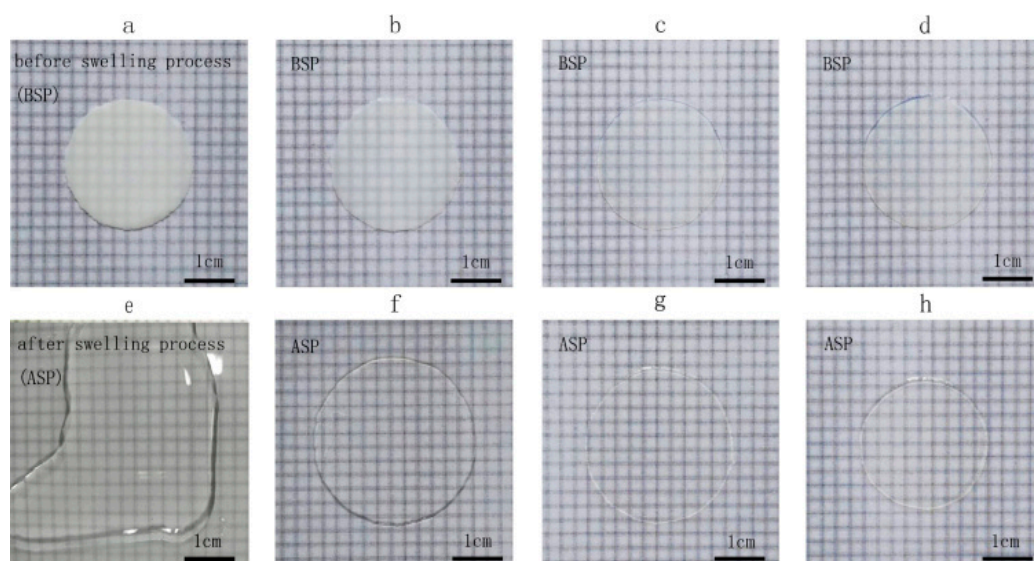 a
b
c
d
before swelling process
(BSP)
BSP
BSP
BSP
1cm
1cm
1cm
1cm
e
f
g
h
after swelling process
(ASP)
ASP
ASP
ASP
1cm
1cm
1cm
1cm